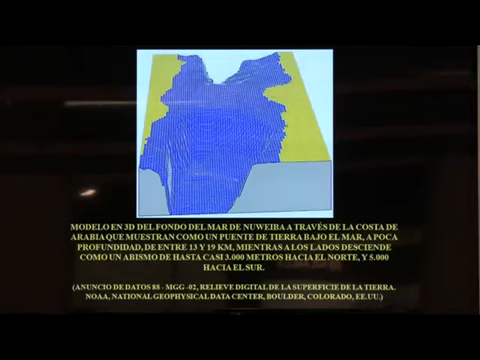 MODELO EN 3D DEL FONDO DEL MAR DE NUWEIBA A TRAVÉS DE LA COSTA DE
ARABIA QUE MUESTRAN COMO UN PUENTE DE TIERRA BAJO EL MAR, A POCA
PROFUNDIDAD, DE ENTRE 13 Y 19 KM, MIENTRAS A LOS LADOS DESCIENDE
COMO UN ABISMO DE HASTA CASI 3.000 METROS HACIA EL NORTE, Y 5.000
HACIA EL SUR.
(ANUNCIO DE DATOS 88 - MGG -02, RELIEVE DIGITAL DE LA SUPERFICIE DE LA TIERRA.
NOAA, NATIONAL GEOPHYSICAL DATA CENTER, BOULDER, COLORADO, EE.UU.)